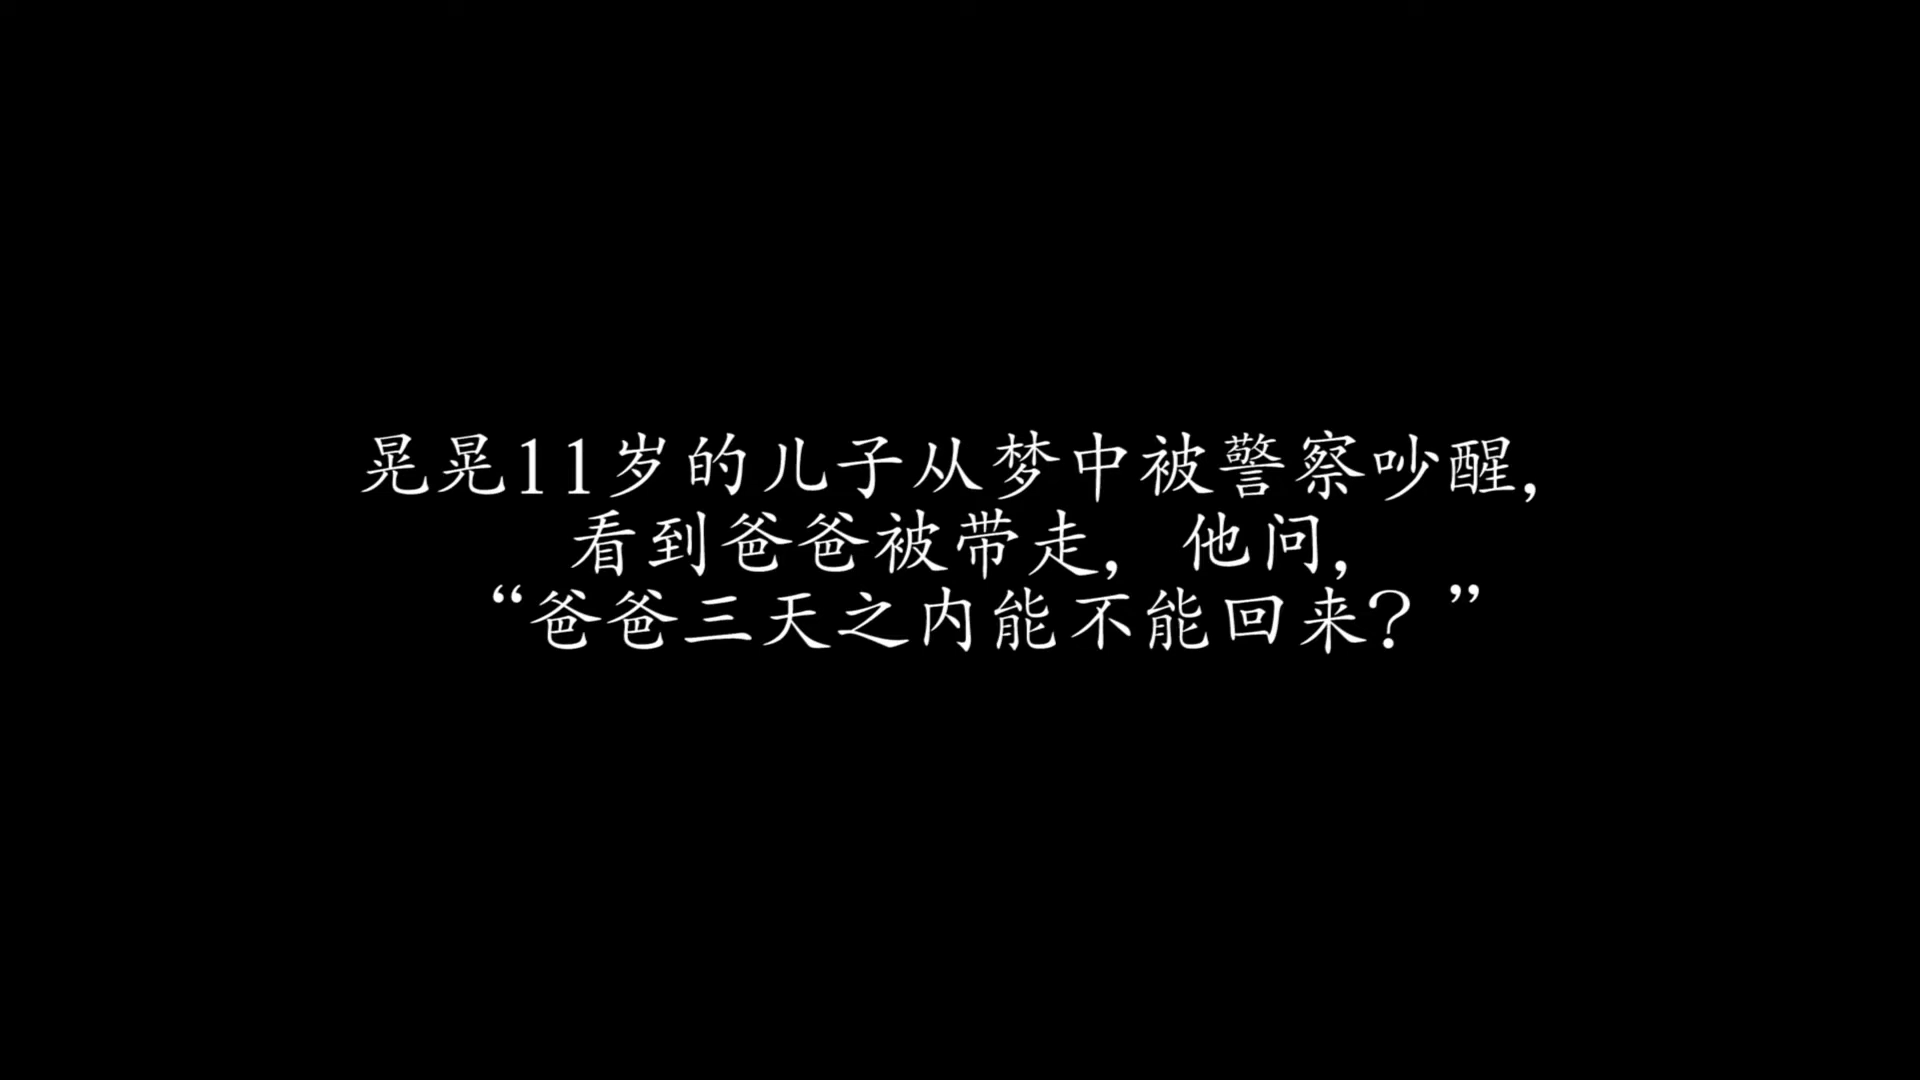 晃晃11岁的儿子从梦中被警察吵醒,
看到爸爸被带走, 他问,
“爸爸三天之内能不能回来? ”